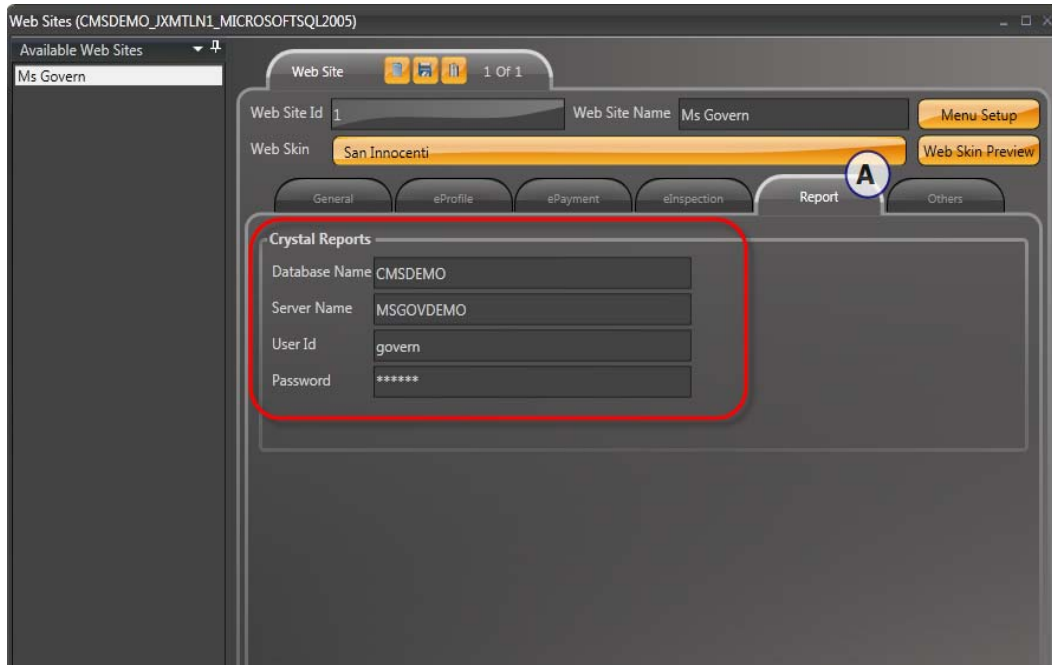 Web Sites (CMSDEMO_JXMTLN1_MICROSOFTSQL2005)
Available Web Sites
Ms Govern
Web Site 1 Of 1
Web Site Id 1 Web Site Name Ms Govern Menu Setup
Web Skin San Innocenti Web Skin Preview
A
General eProfile ePayment eInspection Report Others
Crystal Reports
Database Name CMSDEMO
Server Name MSGOVDEMO
User Id govern
Password ******